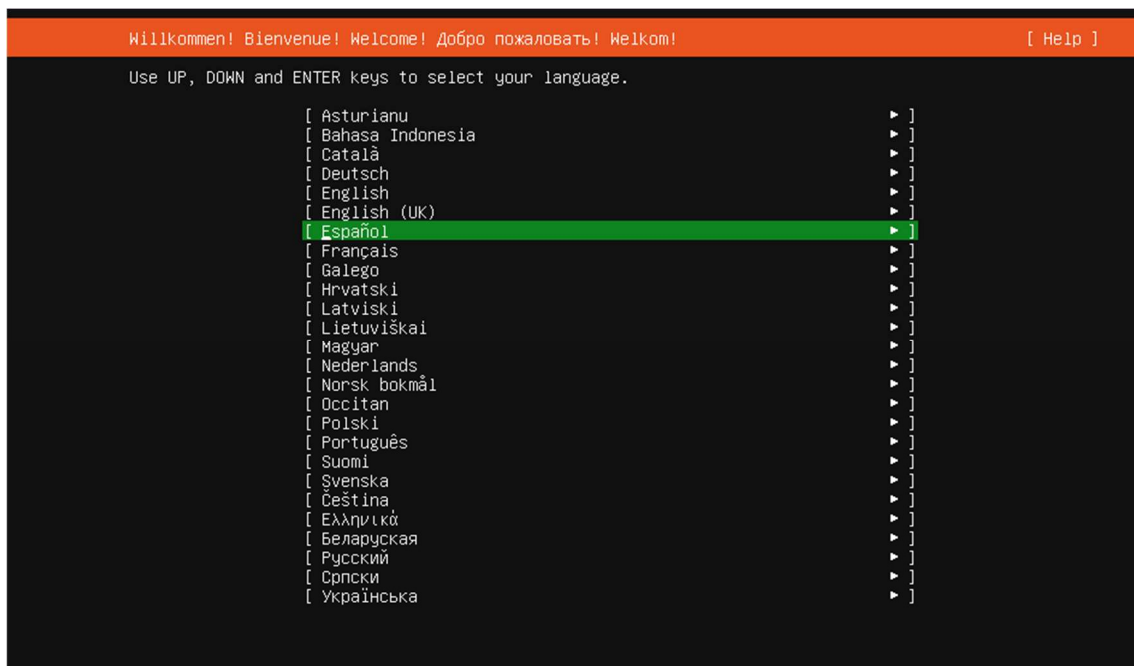 Willkommen! Bienvenue! Welcome! Добро пожаловать! Welkom! [ Help ]
Use UP, DOWN and ENTER keys to select your language.
[ Asturianu ► ]
[ Bahasa Indonesia ► ]
[ Català ► ]
[ Deutsch ► ]
[ English ► ]
[ English (UK) ► ]
[ Español ► ]
[ Français ► ]
[ Galego ► ]
[ Hrvatski ► ]
[ Latviski ► ]
[ Lietuviškai ► ]
[ Magyar ► ]
[ Nederlands ► ]
[ Norsk bokmål ► ]
[ Occitan ► ]
[ Polski ► ]
[ Português ► ]
[ Suomi ► ]
[ Svenska ► ]
[ Čeština ► ]
[ Ελληνικά ► ]
[ Беларуская ► ]
[ Русский ► ]
[ Српски ► ]
[ Українська ► ]